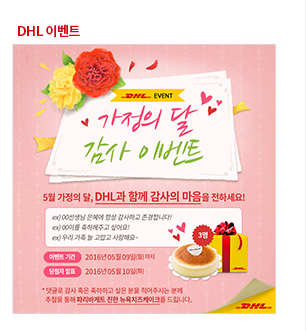 DHL 이벤트
DHL EVENT
가정의 달
감사 이벤트
5월 가정의 달, DHL과 함께 감사의 마음을 전하세요!
ex) 00선생님 은혜에 항상 감사하고 존경합니다!
ex) 00이를 축하해주고 싶어요!
ex) 우리 가족 늘 고맙고 사랑해요~
3명
이벤트 기간 2016년 05월 09일(월) 까지
당첨자 발표 2016년 05월 10일(화)
* 댓글로 감사 혹은 축하하고 싶은 분을 적어주시는 분께
추첨을 통해 파리바게뜨 진한 뉴욕치즈케이크를 드립니다.
DHL